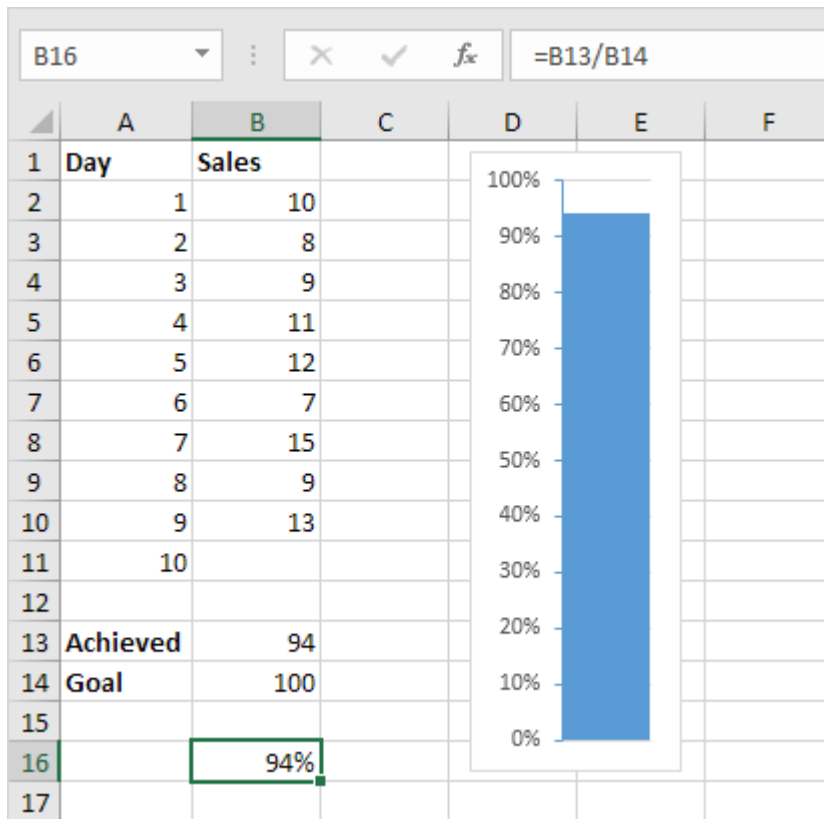 B16 fx =B13/B14
A B C D E F
1 Day Sales
2 1 10
3 2 8
4 3 9
5 4 11
6 5 12
7 6 7
8 7 15
9 8 9
10 9 13
11 10
12
13 Achieved 94
14 Goal 100
15
16 94%
17
100%
90%
80%
70%
60%
50%
40%
30%
20%
10%
0%